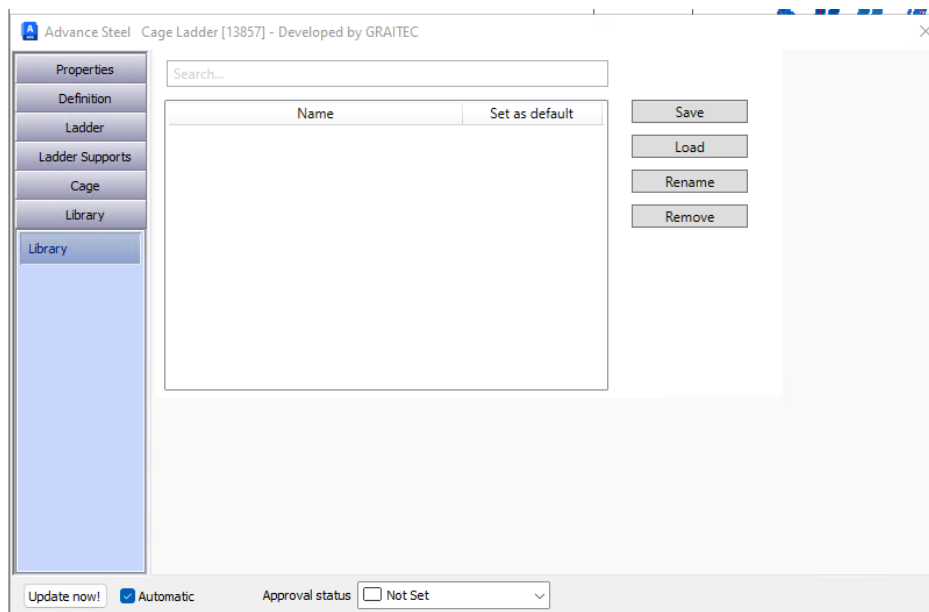 Advance Steel Cage Ladder [13857] - Developed by GRAITEC
Properties
Definition
Ladder
Ladder Supports
Cage
Library
Library
Search...
Name Set as default
Save
Load
Rename
Remove
Update now! Automatic Approval status Not Set